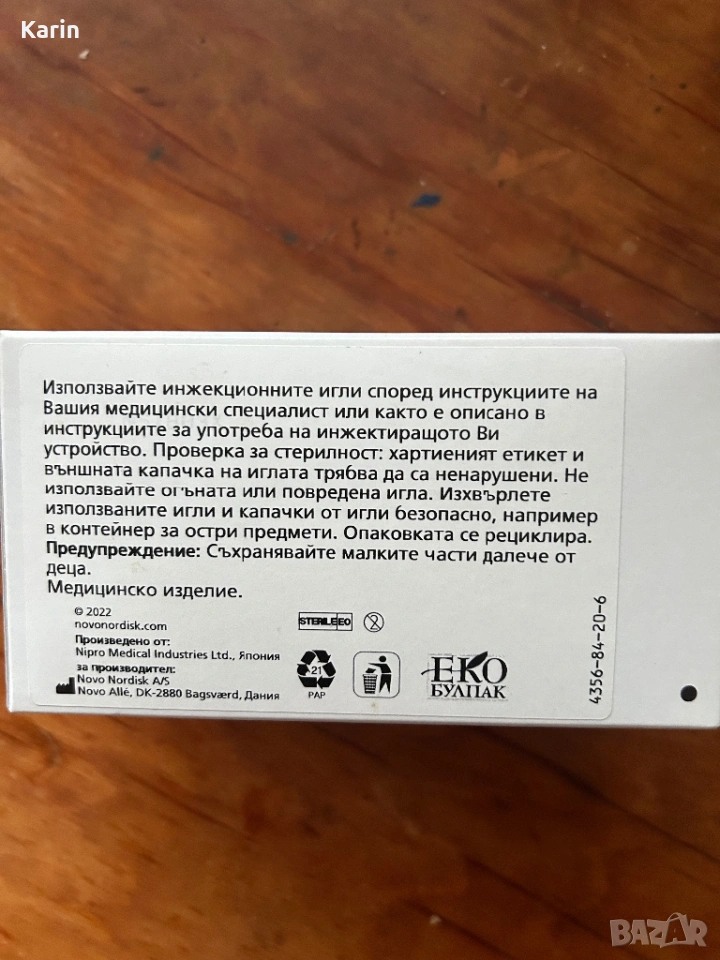 Karin
Използвайте инжекционните игли според инструкциите на
Вашия медицински специалист или както е описано в
инструкциите за употреба на инжектиращото Ви
устройство. Проверка за стерилност: хартиеният етикет и
външната капачка на иглата трябва да са ненарушени. Не
използвайте огъната или повредена игла. Изхвърлете
използваните игли и капачки от игли безопасно, например
в контейнер за остри предмети. Опаковката се рециклира.
Предупреждение: Съхранявайте малките части далече от
деца.
Медицинско изделие.
© 2022
novonordisk.com
Произведено от:
Nipro Medical Industries Ltd., Япония
за производител:
Novo Nordisk A/S
Novo Allé, DK-2880 Bagsværd, Дания
STERILE EO
2
21
PAP
ЕКО
БУЛПАК
4356-84-20-6
BAZAR